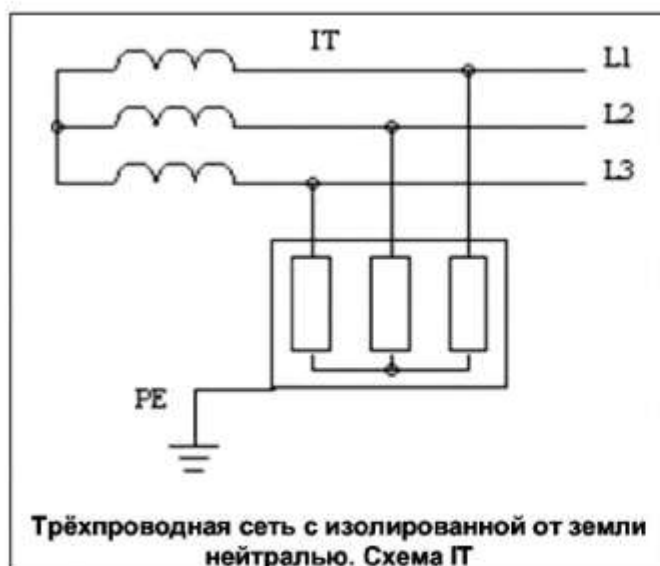 IT
L1
L2
L3
PE
Трёхпроводная сеть с изолированной от земли
нейтралью. Схема IT